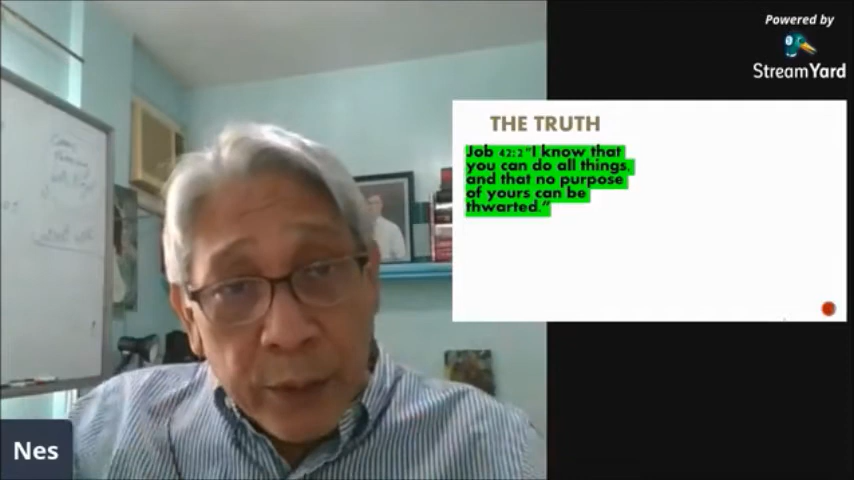 Powered by
StreamYard
THE TRUTH
Job 42:2 "I know that
you can do all things,
and that no purpose
of yours can be
thwarted."
Nes